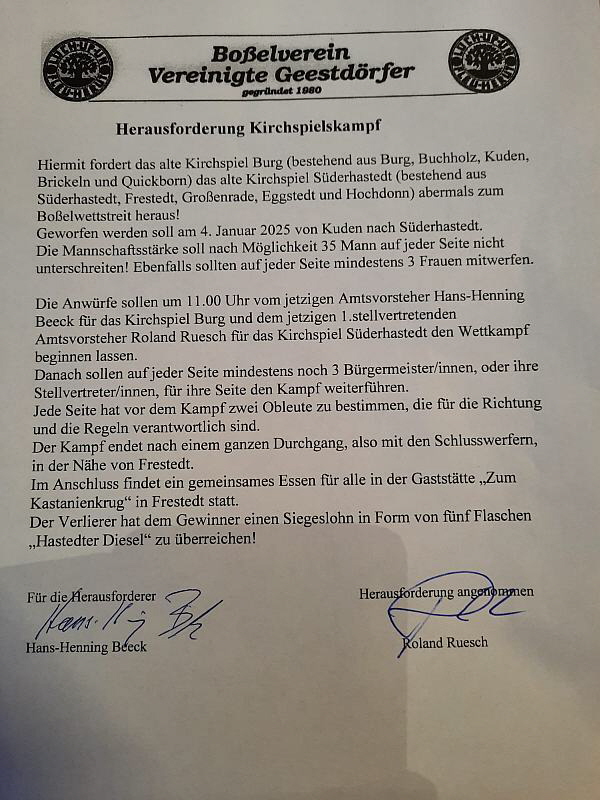 Boßelverein
Vereinigte Geestdörfer
gegründet 1980
Herausforderung Kirchspielskampf
Hiermit fordert das alte Kirchspiel Burg (bestehend aus Burg, Buchholz, Kuden,
Brickeln und Quickborn) das alte Kirchspiel Süderhastedt (bestehend aus
Süderhastedt, Frestedt, Großenrade, Eggstedt und Hochdonn) abermals zum
Boßelwettstreit heraus!
Geworfen werden soll am 4. Januar 2025 von Kuden nach Süderhastedt.
Die Mannschaftsstärke soll nach Möglichkeit 35 Mann auf jeder Seite nicht
unterschreiten! Ebenfalls sollten auf jeder Seite mindestens 3 Frauen mitwerfen.
Die Anwürfe sollen um 11.00 Uhr vom jetzigen Amtsvorsteher Hans-Henning
Beeck für das Kirchspiel Burg und dem jetzigen 1.stellvertretenden
Amtsvorsteher Roland Ruesch für das Kirchspiel Süderhastedt den Wettkampf
beginnen lassen.
Danach sollen auf jeder Seite mindestens noch 3 Bürgermeister/innen, oder ihre
Stellvertreter/innen, für ihre Seite den Kampf weiterführen.
Jede Seite hat vor dem Kampf zwei Obleute zu bestimmen, die für die Richtung
und die Regeln verantwortlich sind.
Der Kampf endet nach einem ganzen Durchgang, also mit den Schlusswerfern,
in der Nähe von Frestedt.
Im Anschluss findet ein gemeinsames Essen für alle in der Gaststätte „Zum
Kastanienkrug“ in Frestedt statt.
Der Verlierer hat dem Gewinner einen Siegeslohn in Form von fünf Flaschen
„Hastedter Diesel“ zu überreichen!
Für die Herausforderer
Herausforderung angenommen
Hans-Henning Beeck
Roland Ruesch